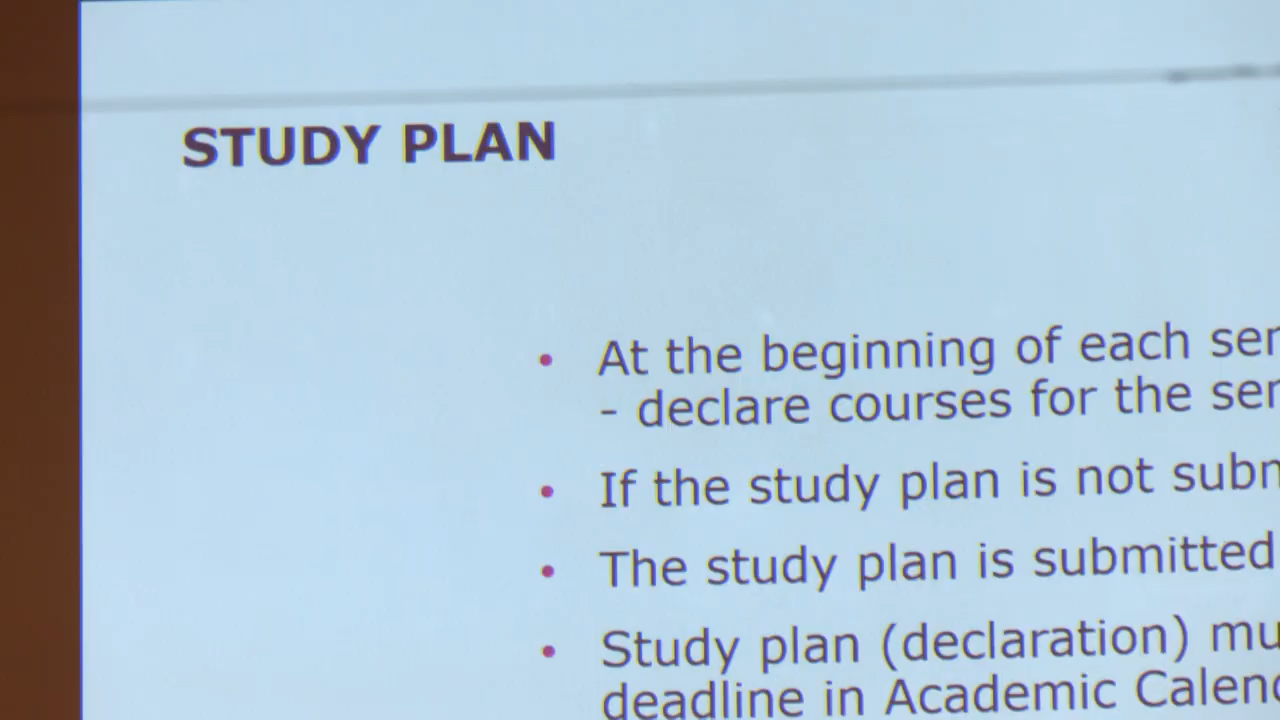 STUDY PLAN
• At the beginning of each
- declare courses for the
• If the study plan is not
• The study plan is submitted
• Study plan (declaration)
deadline in Academic